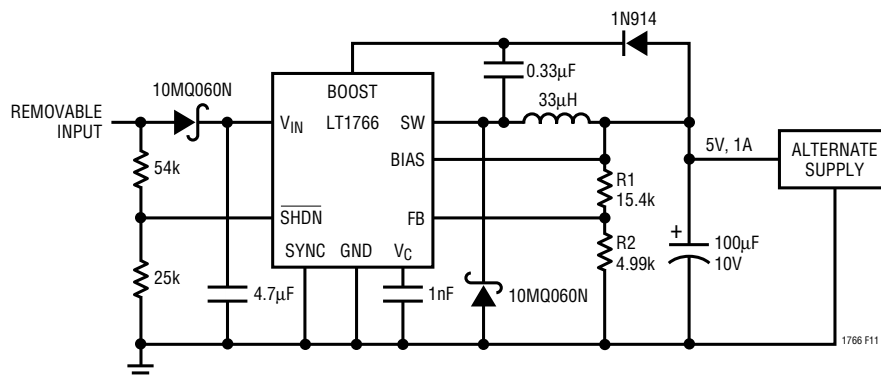 1N914
10MQ060N
0.33µF
BOOST
33µH
REMOVABLE
INPUT
VIN
LT1766
SW
5V, 1A
ALTERNATE
SUPPLY
54k
BIAS
R1
15.4k
SHDN
FB
SYNC
GND
VC
R2
4.99k
+
100µF
10V
25k
4.7µF
1nF
10MQ060N
1766 F11